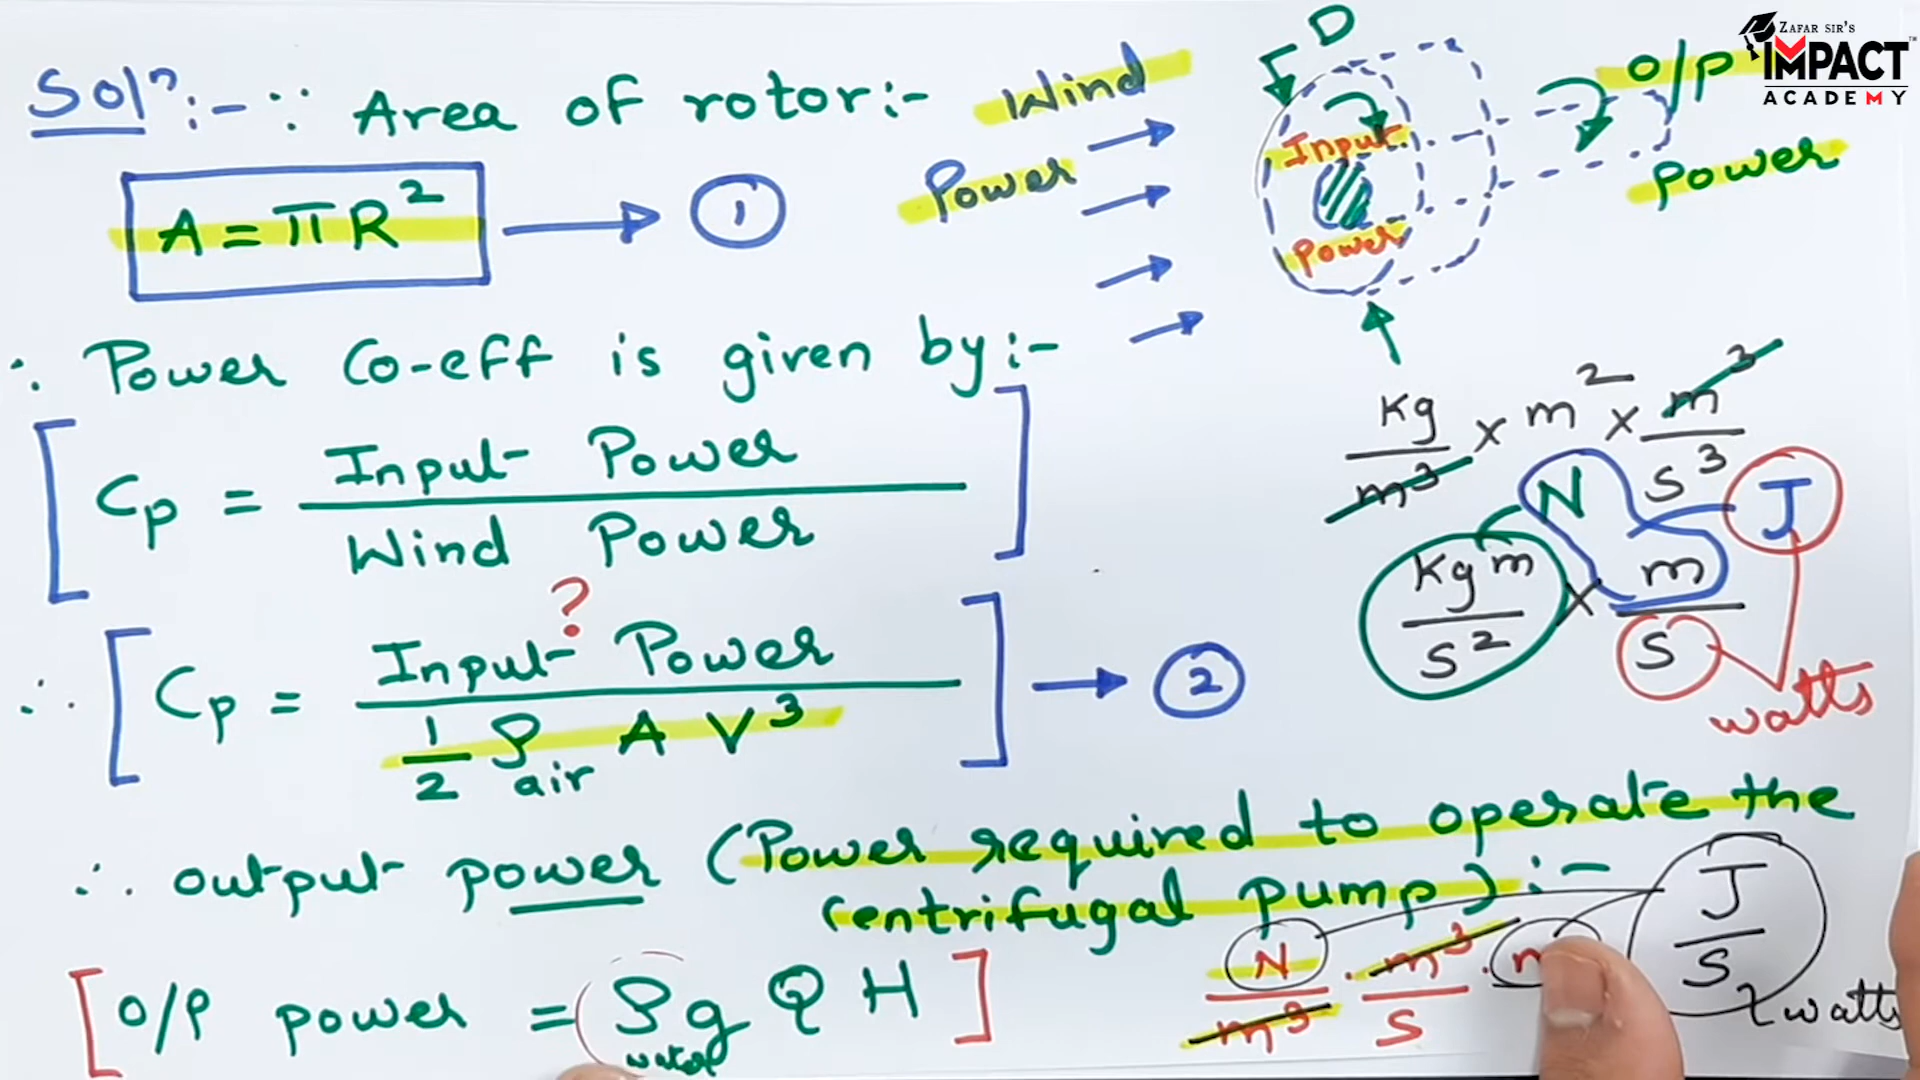 ZAFAR SIR'S
IMPACT™
ACADEMY
Solⁿ:- ∵ Area of rotor:-
A = πR² → ①
Wind
Power
D
Input
Power
O/P
Power
∴ Power Co-eff is given by:-
[Cp = Input Power / Wind Power]
?
∴ [Cp = Input Power / ½ ρair A V³] → ②
kg/m³ × m² × m³/s³
N
J
kg m/s² × m/s
watts
∴ output power (Power required to operate the
centrifugal pump):-
[O/P power = ρwater g Q H]
N/m³ · m³/s ·
J/s
watts